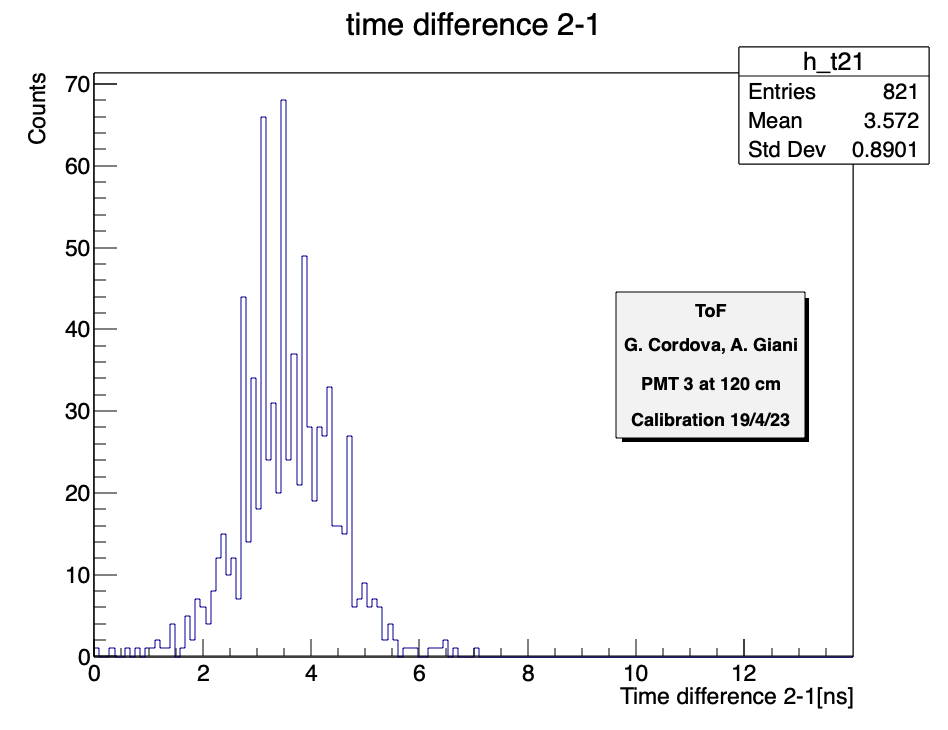 time difference 2-1
h_t21
Entries 821
Mean 3.572
Std Dev 0.8901
Counts
70
60
50
40
30
20
10
0
ToF
G. Cordova, A. Giani
PMT 3 at 120 cm
Calibration 19/4/23
0 2 4 6 8 10 12
Time difference 2-1[ns]